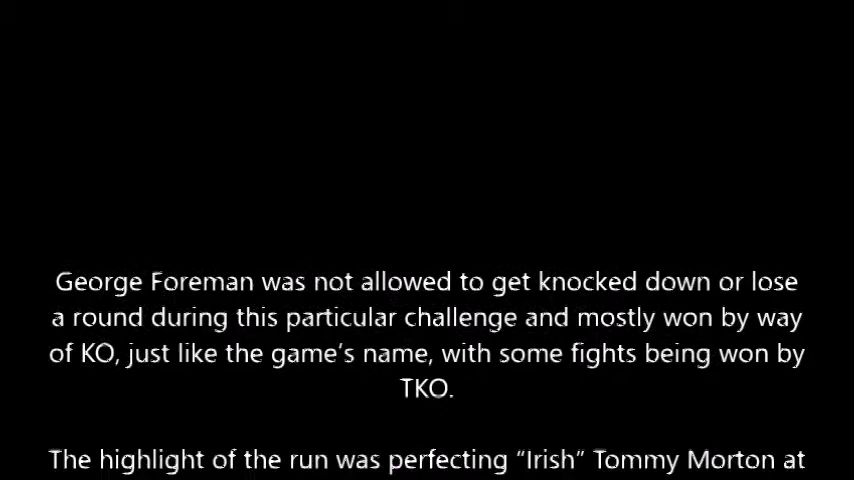 George Foreman was not allowed to get knocked down or lose
a round during this particular challenge and mostly won by way
of KO, just like the game’s name, with some fights being won by
TKO.
The highlight of the run was perfecting “Irish” Tommy Morton at